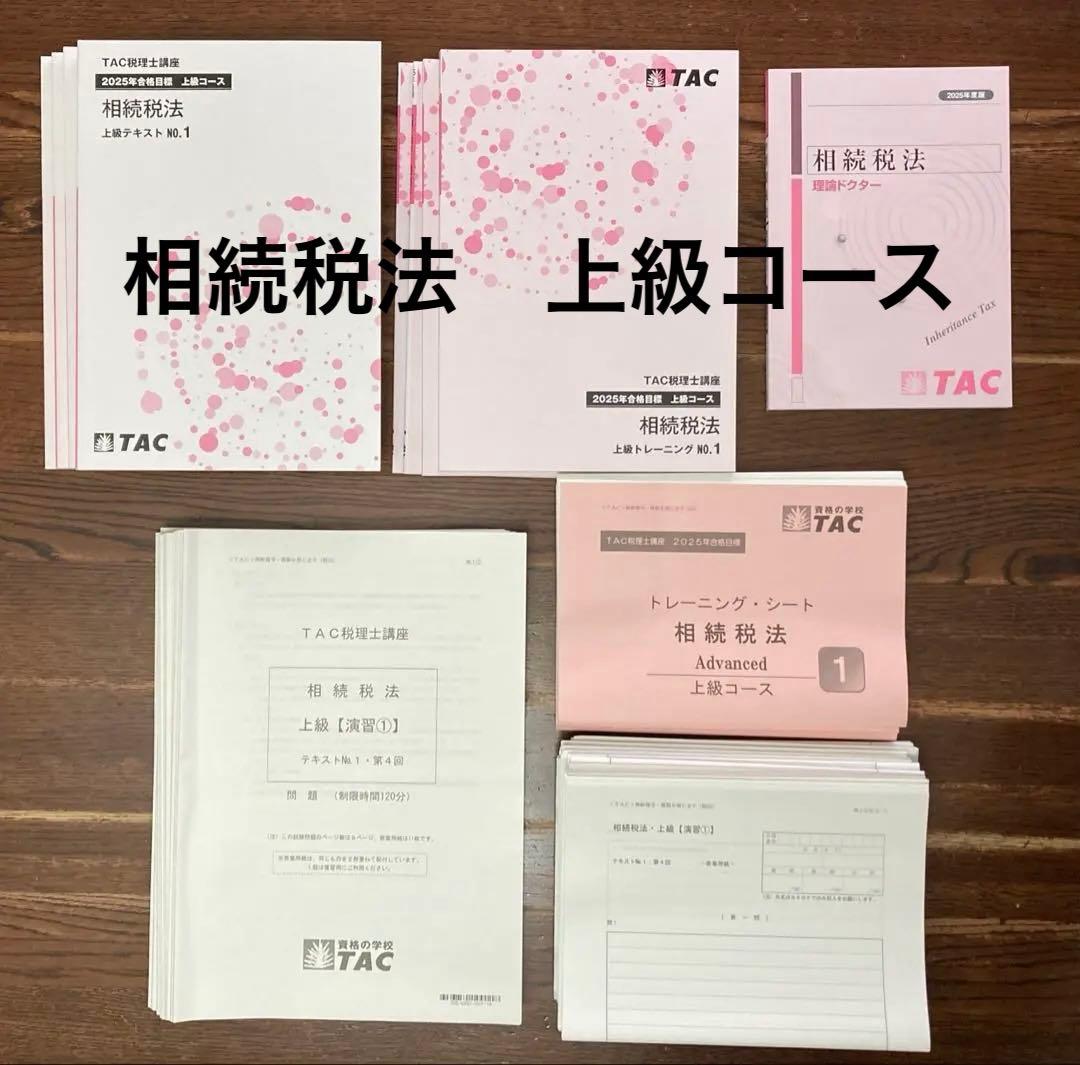 TAC税理士講座
2025年合格目標 上級コース
相続税法
上級テキスト NO.1
TAC
TAC
TAC税理士講座
2025年合格目標 上級コース
相続税法
上級トレーニング NO.1
2025年度版
相続税法
理論ドクター
Inheritance Tax
TAC
相続税法 上級コース
資格の学校
TAC
TAC税理士講座 2025年合格目標
トレーニング・シート
相続税法
Advanced
上級コース
1
TAC税理士講座
相続税法
上級【演習①】
テキストNo.1・第4回
問題 (制限時間120分)
資格の学校
TAC
相続税法・上級【演習①】
テキストNo.1:第4回